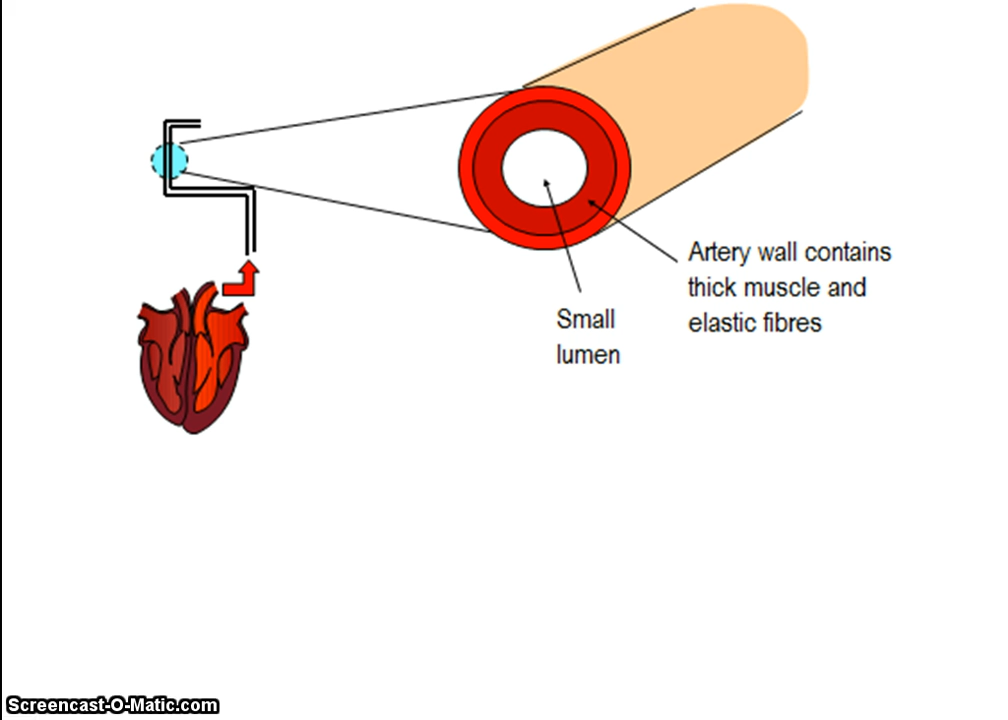 Artery wall contains
thick muscle and
elastic fibres
Small
lumen
Screencast-O-Matic.com